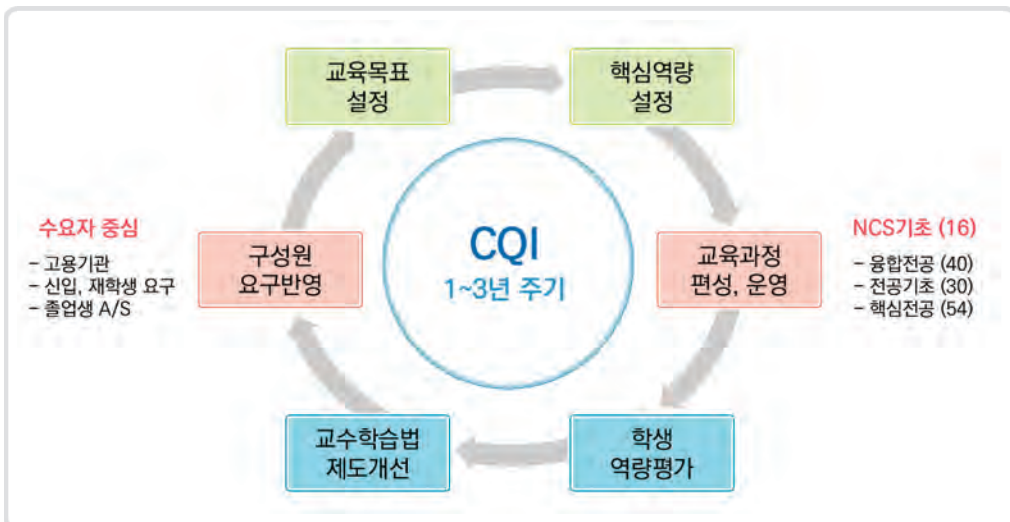 교육목표
설정
핵심역량
설정
수요자 중심
– 고용기관
– 신입, 재학생 요구
– 졸업생 A/S
구성원
요구반영
CQI
1~3년 주기
교육과정
편성, 운영
NCS기초 (16)
– 융합전공 (40)
– 전공기초 (30)
– 핵심전공 (54)
교수학습법
제도개선
학생
역량평가